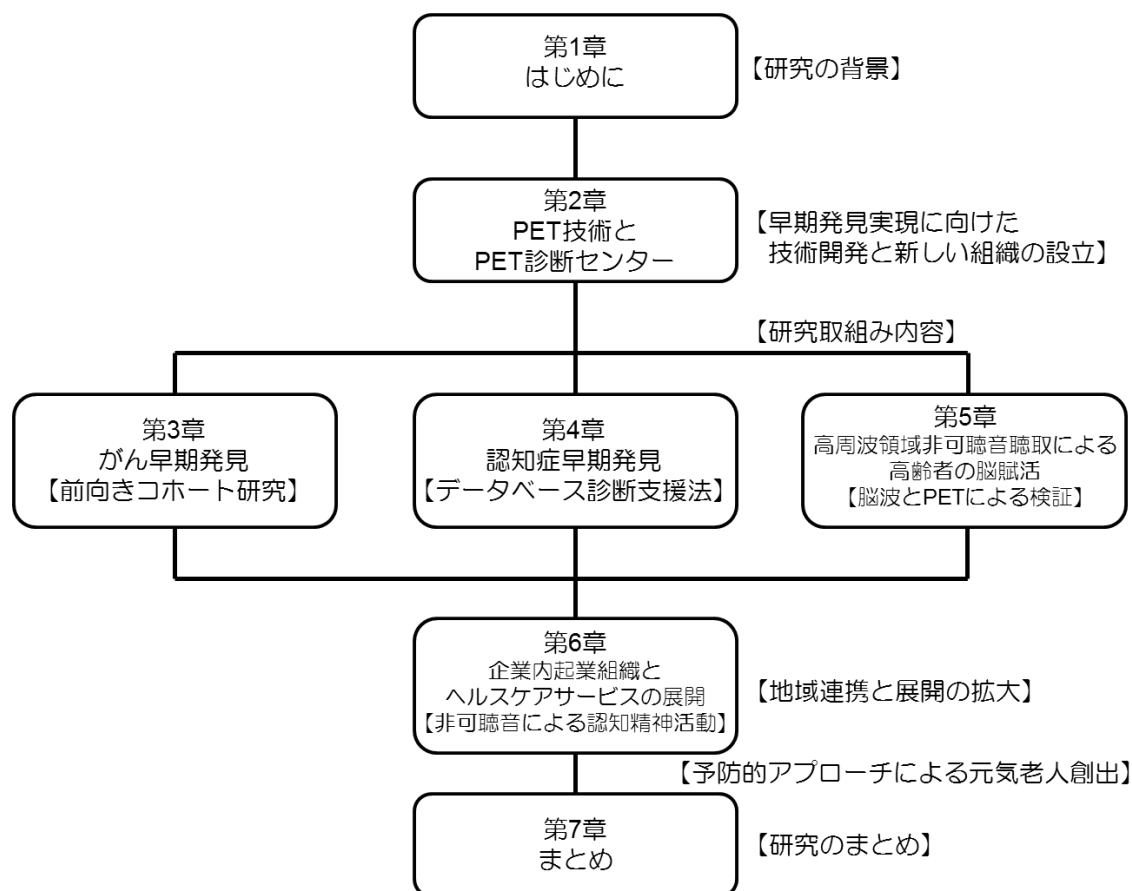 第1章
はじめに
【研究の背景】
第2章
PET技術と
PET診断センター
【早期発見実現に向けた
技術開発と新しい組織の設立】
【研究取組み内容】
第3章
がん早期発見
【前向きコホート研究】
第4章
認知症早期発見
【データベース診断支援法】
第5章
高周波領域非可聴音聴取による
高齢者の脳賦活
【脳波とPETによる検証】
第6章
企業内起業組織と
ヘルスケアサービスの展開
【非可聴音による認知精神活動】
【地域連携と展開の拡大】
【予防的アプローチによる元気老人創出】
第7章
まとめ
【研究のまとめ】